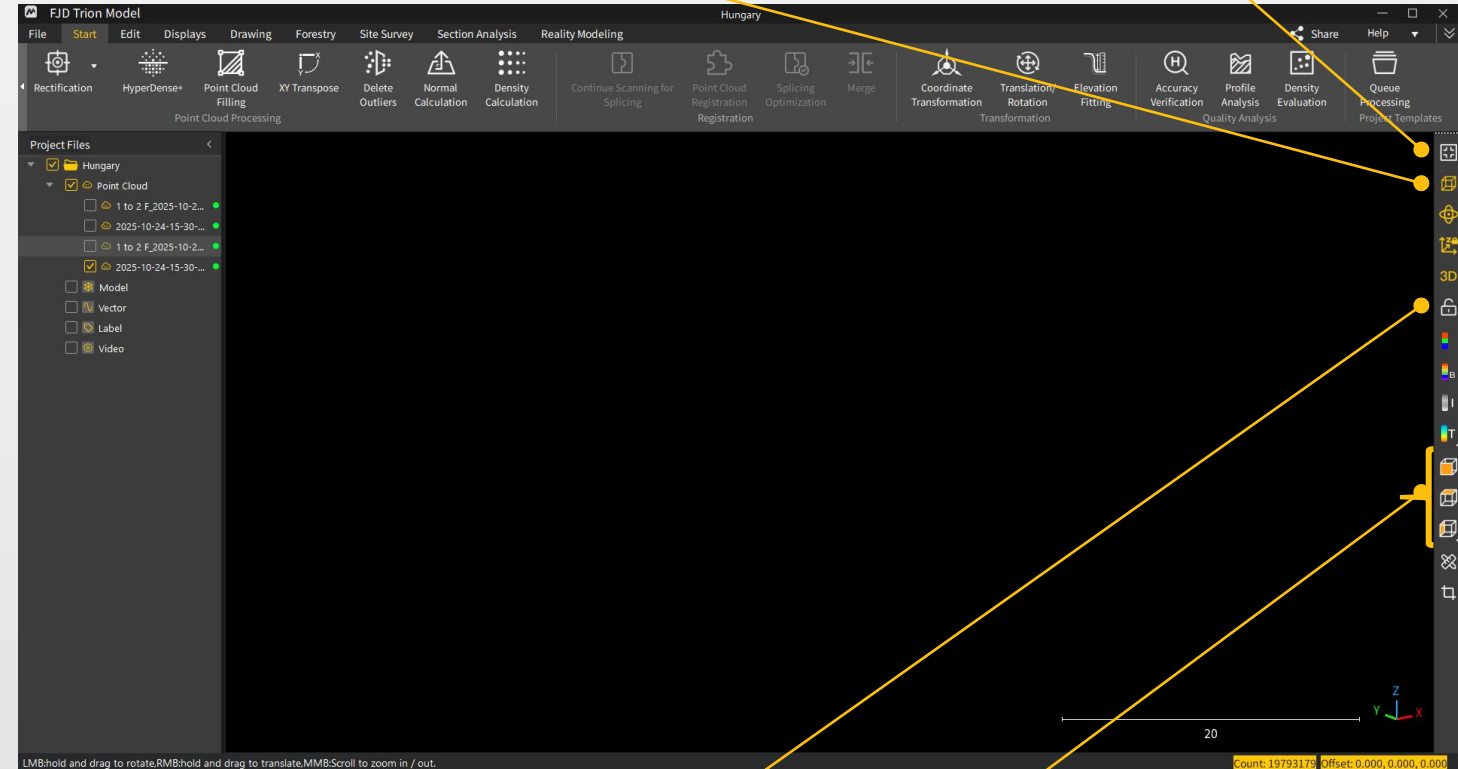 FJD Trion Model
Hungary
File Start Edit Displays Drawing Forestry Site Survey Section Analysis Reality Modeling Share Help
Rectification
HyperDense+
Point Cloud
Filling
XY Transpose
Delete
Outliers
Normal
Calculation
Density
Calculation
Point Cloud Processing
Continue Scanning for
Splicing
Point Cloud
Registration
Splicing
Optimization
Merge
Registration
Coordinate
Transformation
Translation/
Rotation
Elevation
Fitting
Transformation
Accuracy
Verification
Profile
Analysis
Density
Evaluation
Quality Analysis
Queue
Processing
Project Templates
Project Files
Hungary
Point Cloud
1 to 2 F_2025-10-2...
2025-10-24-15-30-...
1 to 2 F_2025-10-2...
2025-10-24-15-30-...
Model
Vector
Label
Video
3D
B
I
T
Z
Y X
20
LMB:hold and drag to rotate,RMB:hold and drag to translate,MMB:Scroll to zoom in / out.
Count: 19793179 Offset: 0.000, 0.000, 0.000